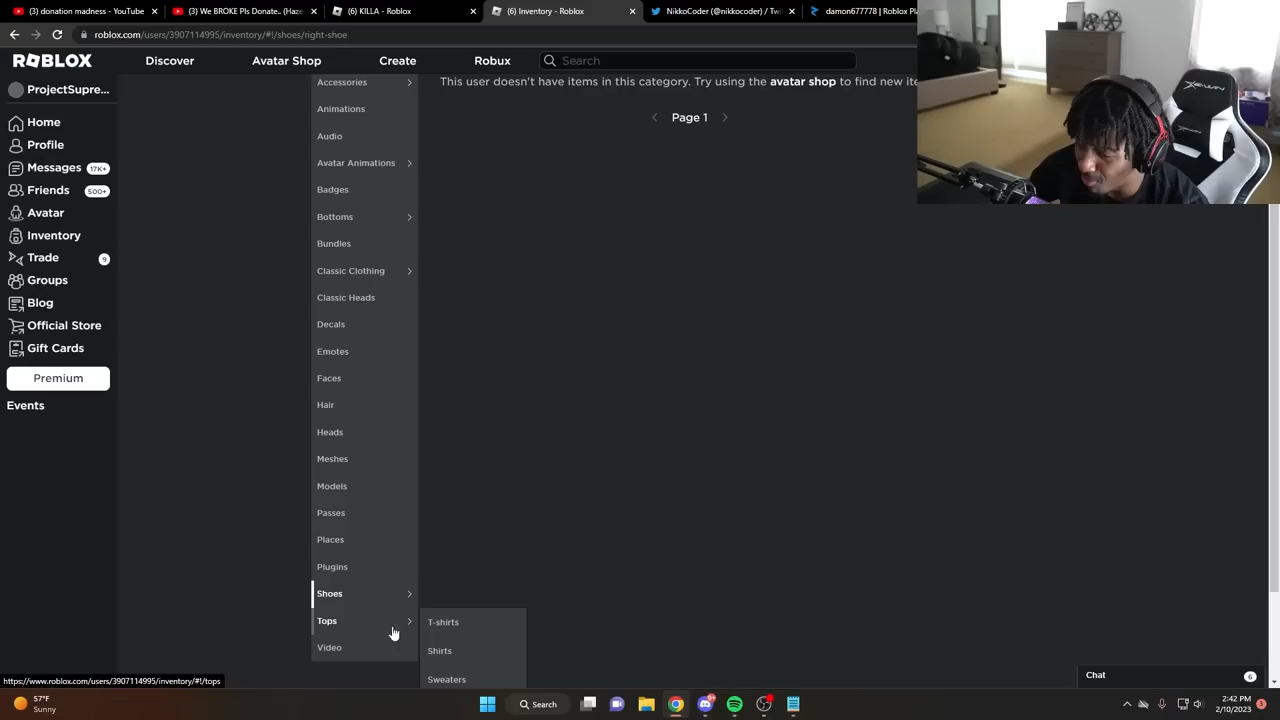 (3) donation madness - YouTube
(3) We BROKE Pls Donate.. (Haze
(6) KILLA - Roblox
(6) Inventory - Roblox
NikkoCoder (@nikkocoder) / Twi
damon677778 | Roblox Pl
roblox.com/users/3907114995/inventory/#!/shoes/right-shoe
ROBLOX
Discover
Avatar Shop
Create
Robux
Search
ProjectSupre...
Home
Profile
Messages
17K+
Friends
500+
Avatar
Inventory
Trade
9
Groups
Blog
Official Store
Gift Cards
Premium
Events
Accessories
Animations
Audio
Avatar Animations
Badges
Bottoms
Bundles
Classic Clothing
Classic Heads
Decals
Emotes
Faces
Hair
Heads
Meshes
Models
Passes
Places
Plugins
Shoes
Tops
Video
T-shirts
Shirts
Sweaters
This user doesn't have items in this category. Try using the avatar shop to find new ite
Page 1
Chat
6
https://www.roblox.com/users/3907114995/inventory/#!/tops
57°F
Sunny
Search
2:42 PM
2/10/2023